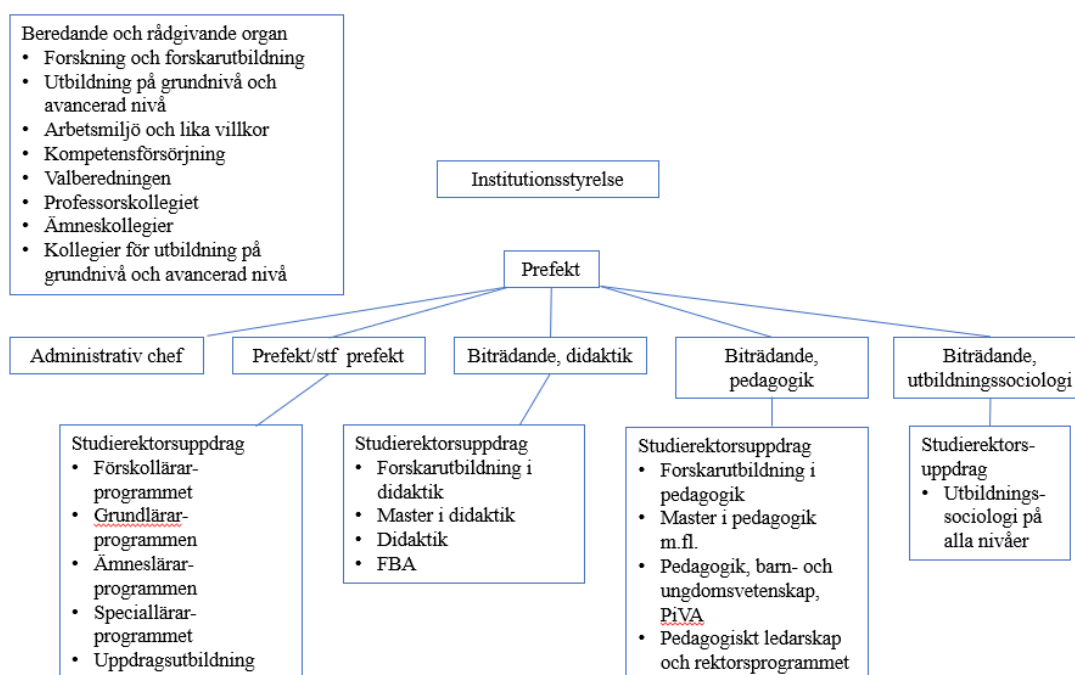 Beredande och rådgivande organ
• Forskning och forskarutbildning
• Utbildning på grundnivå och
avancerad nivå
• Arbetsmiljö och lika villkor
• Kompetensförsörjning
• Valberedningen
• Professorskollegiet
• Ämneskollegier
• Kollegier för utbildning på
grundnivå och avancerad nivå
Institutionsstyrelse
Prefekt
Administrativ chef
Prefekt/stf prefekt
Biträdande, didaktik
Biträdande,
pedagogik
Biträdande,
utbildningssociologi
Studierektorsuppdrag
• Förskollärar-
programmet
• Grundlärar-
programmen
• Ämneslärar-
programmen
• Speciallärar-
programmet
• Uppdragsutbildning
Studierektorsuppdrag
• Forskarutbildning i
didaktik
• Master i didaktik
• Didaktik
• FBA
Studierektorsuppdrag
• Forskarutbildning i
pedagogik
• Master i pedagogik
m.fl.
• Pedagogik, barn- och
ungdomsvetenskap,
PiVA
• Pedagogiskt ledarskap
och rektorsprogrammet
Studierektors-
uppdrag
• Utbildnings-
sociologi på
alla nivåer